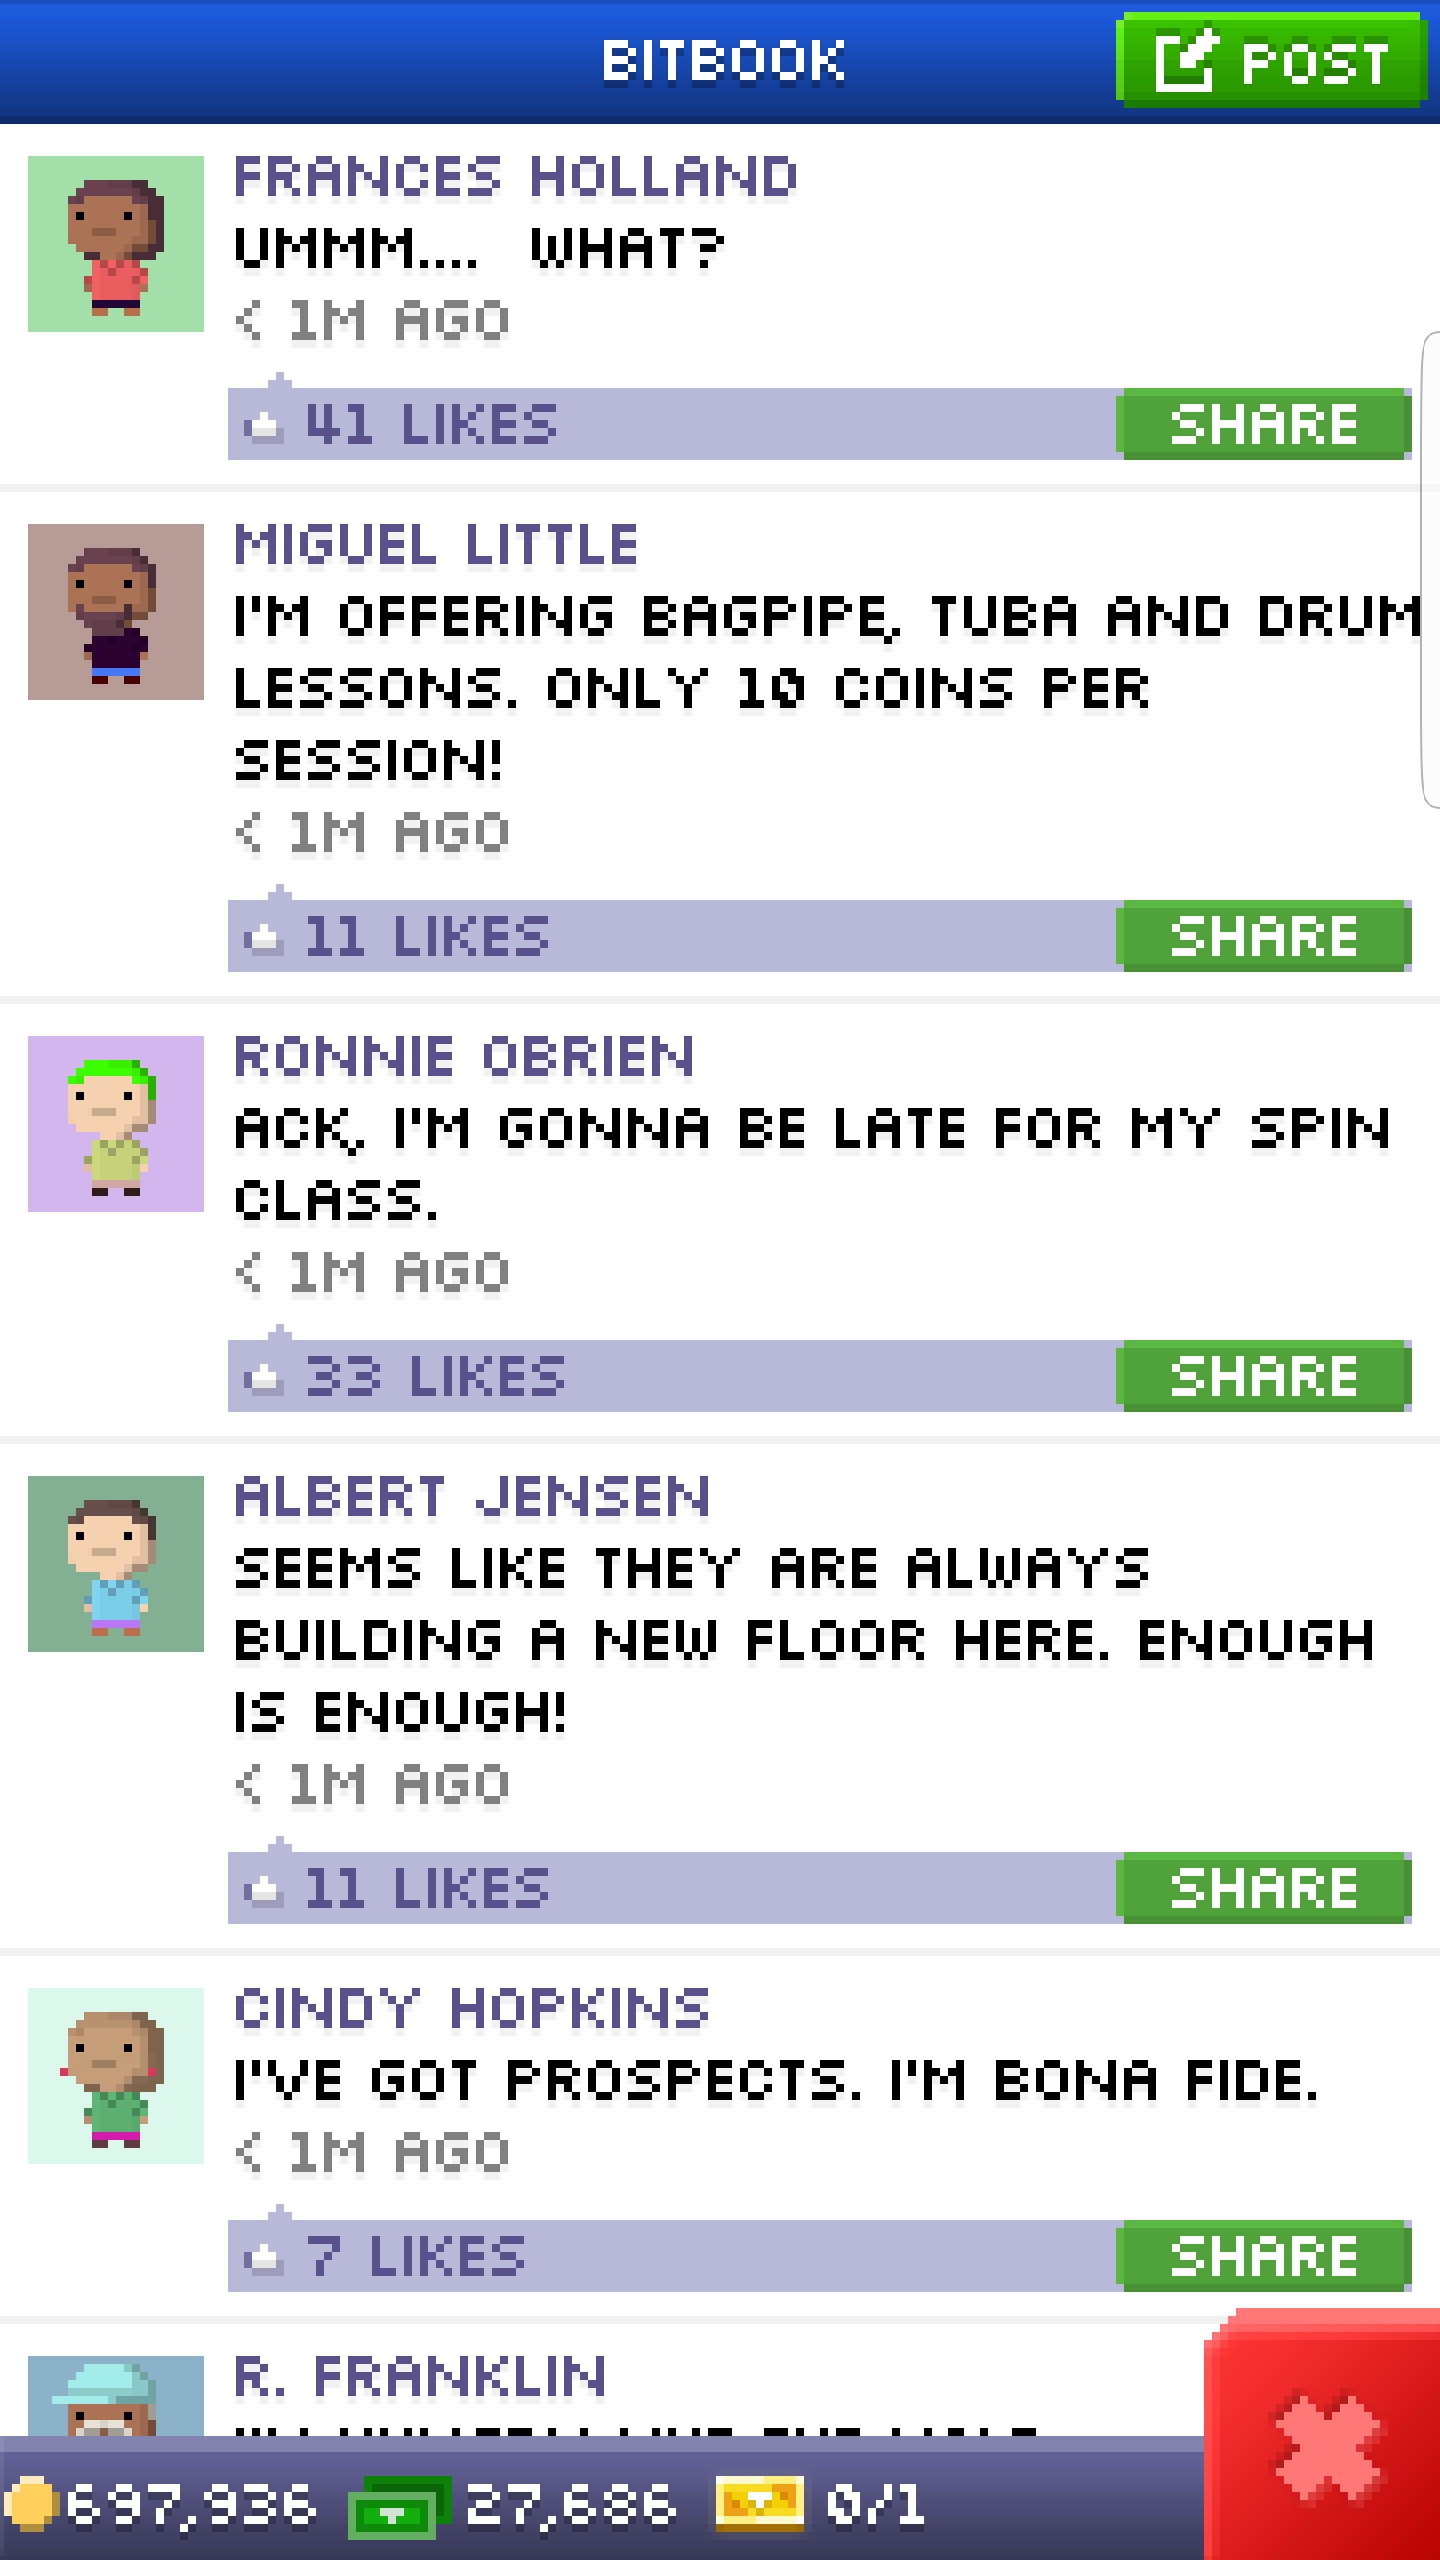 BITBOOK
POST
FRANCES HOLLAND
UMMM.... WHAT?
< 1M AGO
41 LIKES
SHARE
MIGUEL LITTLE
I'M OFFERING BAGPIPE, TUBA AND DRUM
LESSONS. ONLY 10 COINS PER
SESSION!
< 1M AGO
11 LIKES
SHARE
RONNIE OBRIEN
ACK, I'M GONNA BE LATE FOR MY SPIN
CLASS.
< 1M AGO
33 LIKES
SHARE
ALBERT JENSEN
SEEMS LIKE THEY ARE ALWAYS
BUILDING A NEW FLOOR HERE. ENOUGH
IS ENOUGH!
< 1M AGO
11 LIKES
SHARE
CINDY HOPKINS
I'VE GOT PROSPECTS. I'M BONA FIDE.
< 1M AGO
7 LIKES
SHARE
R. FRANKLIN
697,936
27,686
0/1